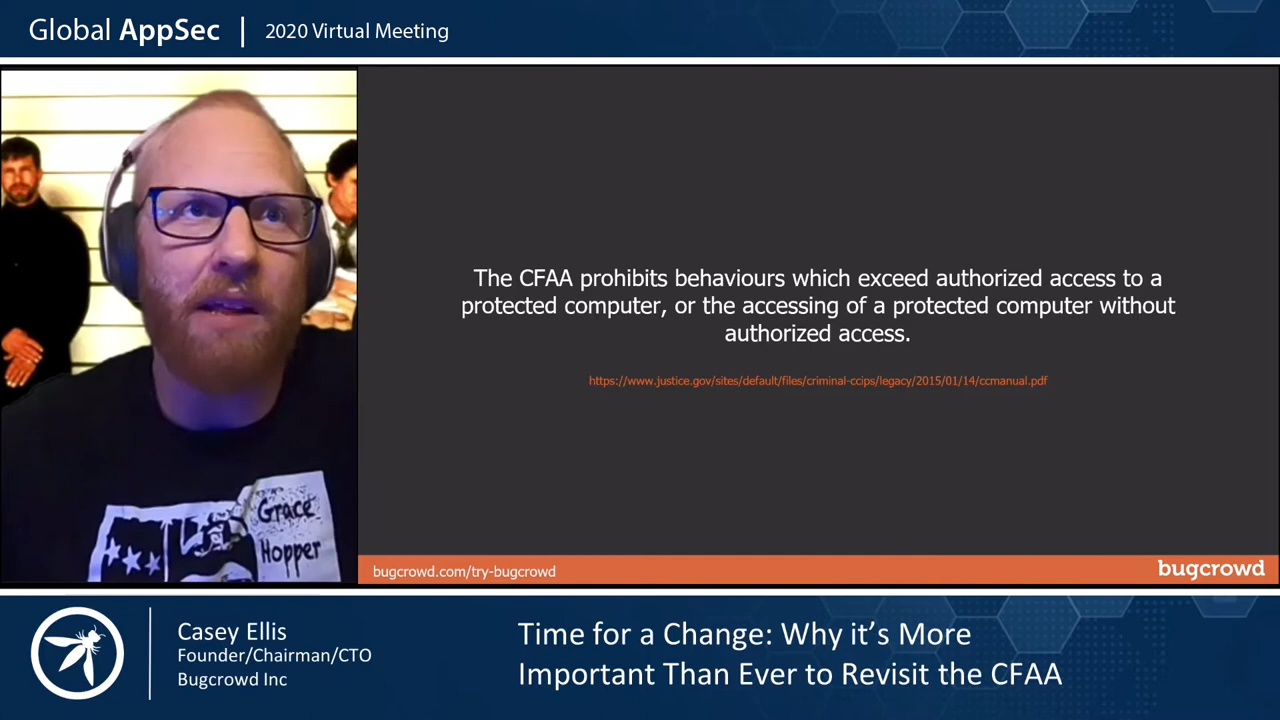 Global AppSec | 2020 Virtual Meeting
The CFAA prohibits behaviours which exceed authorized access to a
protected computer, or the accessing of a protected computer without
authorized access.
https://www.justice.gov/sites/default/files/criminal-ccips/legacy/2015/01/14/ccmanual.pdf
Grace
Hopper
bugcrowd.com/try-bugcrowd
bugcrowd
Casey Ellis
Founder/Chairman/CTO
Bugcrowd Inc
Time for a Change: Why it’s More
Important Than Ever to Revisit the CFAA